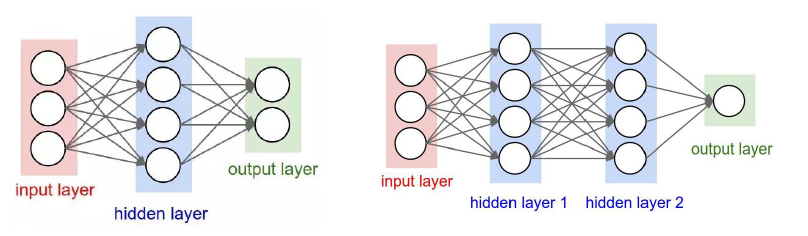 input layer
hidden layer
output layer
input layer
hidden layer 1
hidden layer 2
output layer